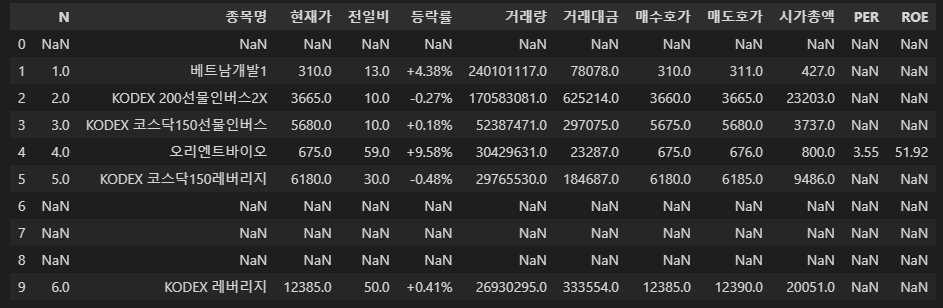 N 종목명 현재가 전일비 등락률 거래량 거래대금 매수호가 매도호가 시가총액 PER ROE
0 NaN NaN NaN NaN NaN NaN NaN NaN NaN NaN NaN NaN
1 1.0 베트남개발1 310.0 13.0 +4.38% 240101117.0 78078.0 310.0 311.0 427.0 NaN NaN
2 2.0 KODEX 200선물인버스2X 3665.0 10.0 -0.27% 170583081.0 625214.0 3660.0 3665.0 23203.0 NaN NaN
3 3.0 KODEX 코스닥150선물인버스 5680.0 10.0 +0.18% 52387471.0 297075.0 5675.0 5680.0 3737.0 NaN NaN
4 4.0 오리엔트바이오 675.0 59.0 +9.58% 30429631.0 23287.0 675.0 676.0 800.0 3.55 51.92
5 5.0 KODEX 코스닥150레버리지 6180.0 30.0 -0.48% 29765530.0 184687.0 6180.0 6185.0 9486.0 NaN NaN
6 NaN NaN NaN NaN NaN NaN NaN NaN NaN NaN NaN NaN
7 NaN NaN NaN NaN NaN NaN NaN NaN NaN NaN NaN NaN
8 NaN NaN NaN NaN NaN NaN NaN NaN NaN NaN NaN NaN
9 6.0 KODEX 레버리지 12385.0 50.0 +0.41% 26930295.0 333554.0 12385.0 12390.0 20051.0 NaN NaN